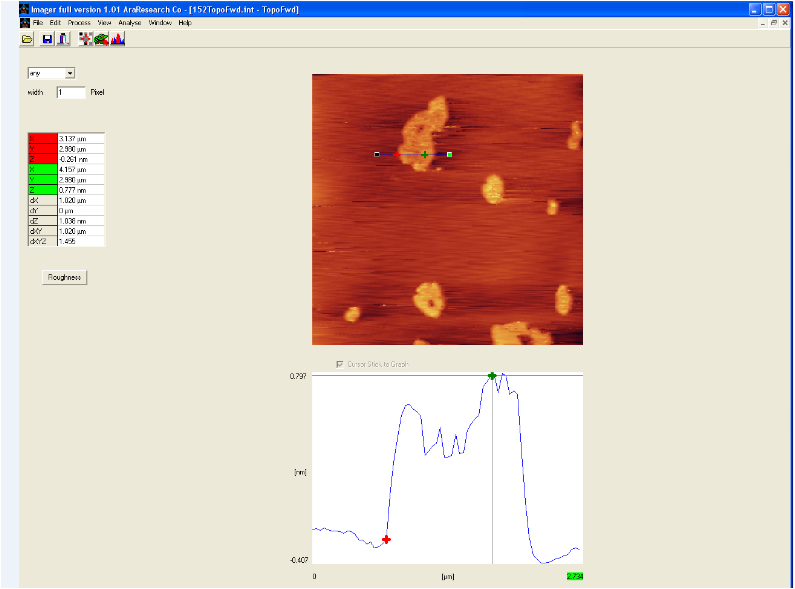 Imager full version 1.01 AraResearch Co - [152TopoFwd.int - TopoFwd]
File Edit Process View Analyse Window Help
any
width 1 Pixel
X 3.137 µm
Y 2.980 µm
Z -0.261 nm
X 4.157 µm
Y 2.980 µm
Z 0.777 nm
dX 1.020 µm
dY 0 µm
dZ 1.038 nm
dXY 1.020 µm
dXYZ 1.455
Roughness
Cursor Stick to Graph
0.797
[nm]
-0.407
0 [µm] 2.734